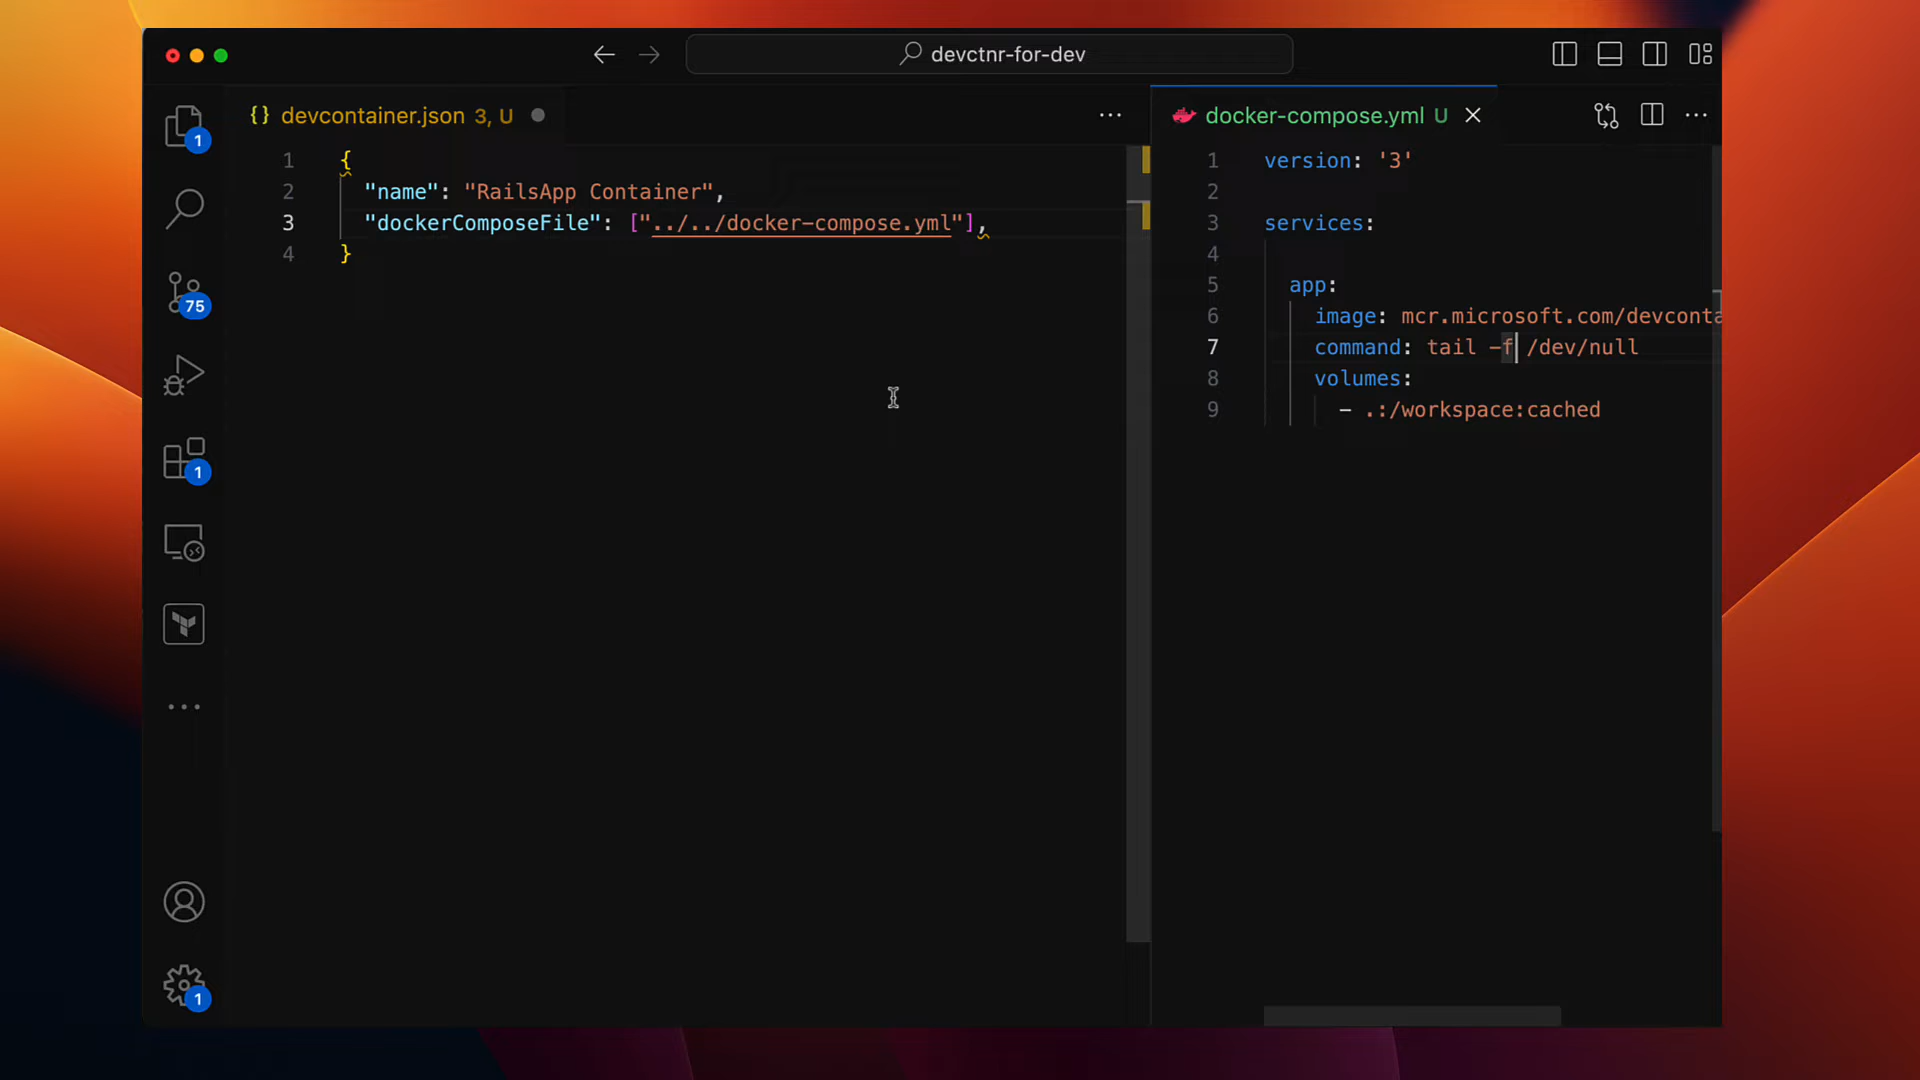 devctnr-for-dev
devcontainer.json 3, U
docker-compose.yml U
1 {
2 "name": "RailsApp Container",
3 "dockerComposeFile": ["../../docker-compose.yml"],
4 }
1 version: '3'
2
3 services:
4
5 app:
6 image: mcr.microsoft.com/devconta
7 command: tail -f /dev/null
8 volumes:
9 - .:/workspace:cached
1
75
1
1